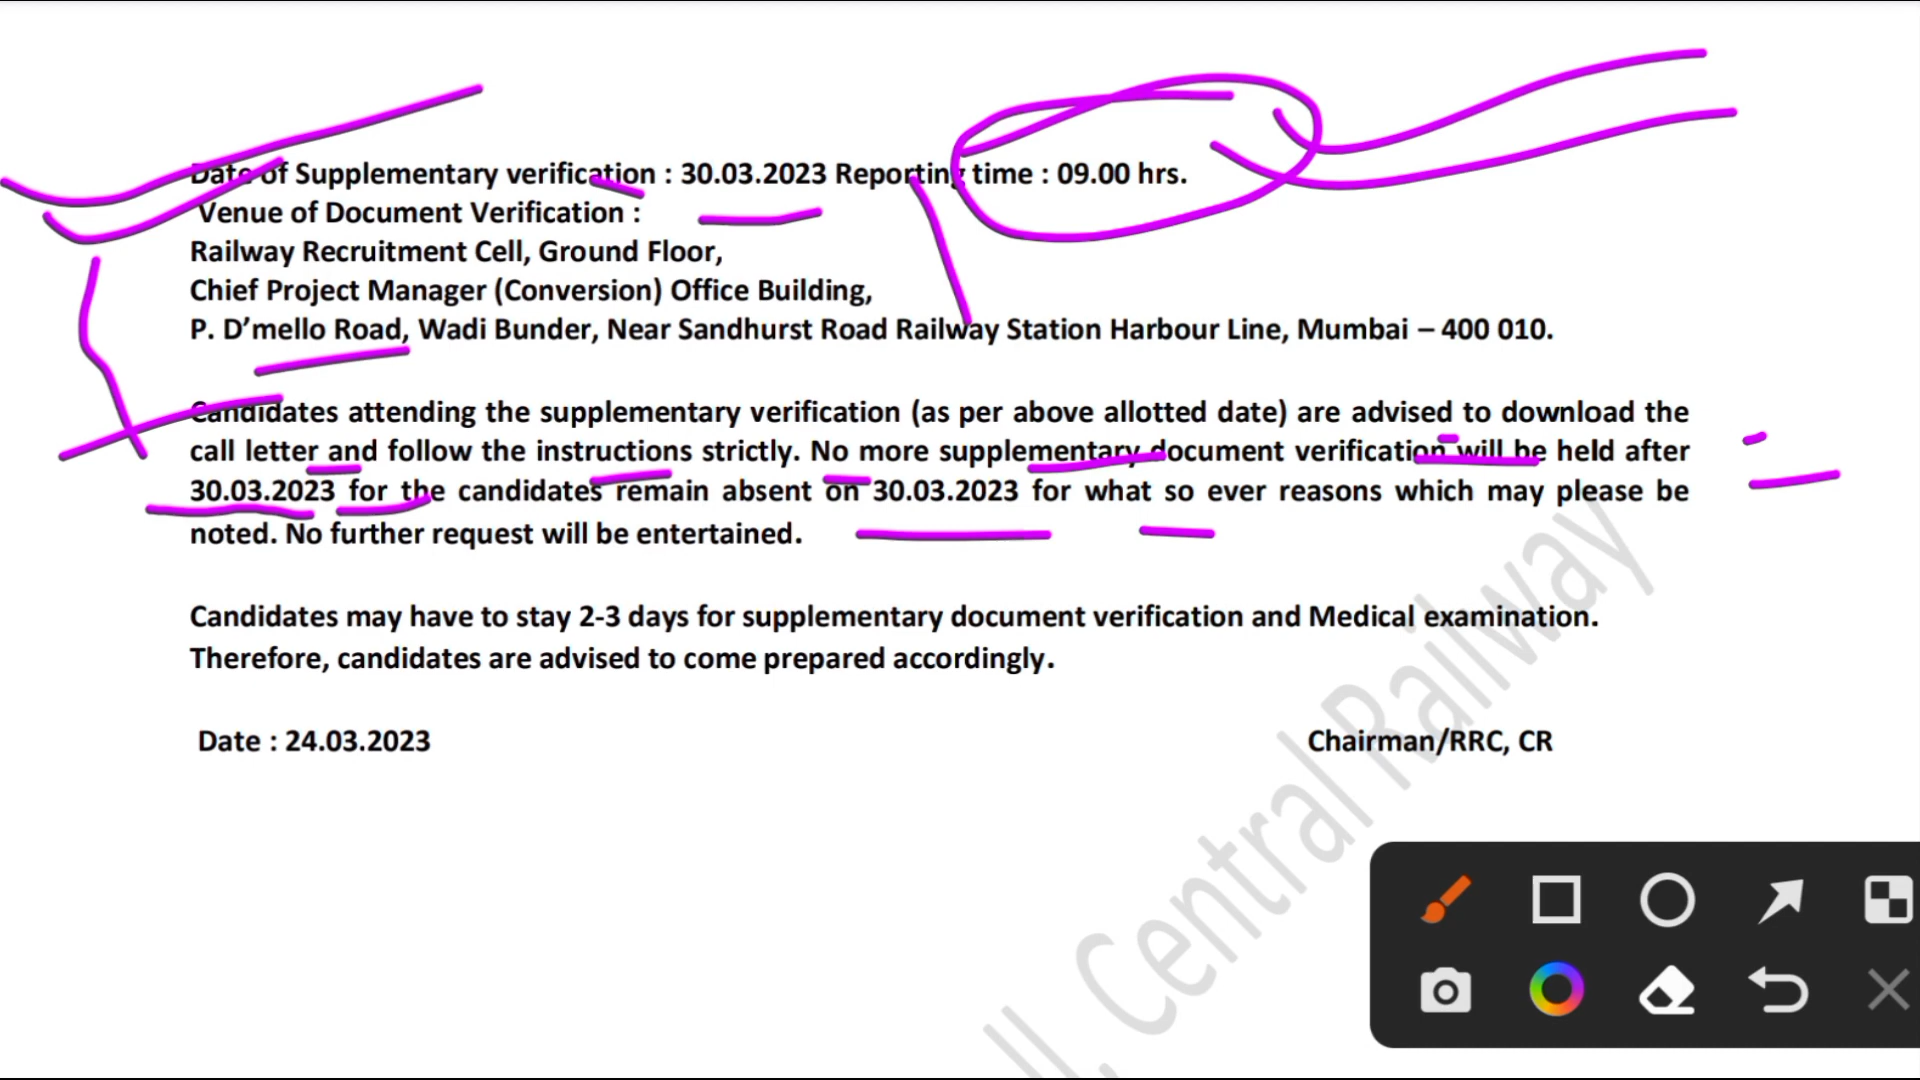 Date of Supplementary verification : 30.03.2023 Reporting time : 09.00 hrs.
Venue of Document Verification :
Railway Recruitment Cell, Ground Floor,
Chief Project Manager (Conversion) Office Building,
P. D’mello Road, Wadi Bunder, Near Sandhurst Road Railway Station Harbour Line, Mumbai – 400 010.
Candidates attending the supplementary verification (as per above allotted date) are advised to download the
call letter and follow the instructions strictly. No more supplementary document verification will be held after
30.03.2023 for the candidates remain absent on 30.03.2023 for what so ever reasons which may please be
noted. No further request will be entertained.
Candidates may have to stay 2-3 days for supplementary document verification and Medical examination.
Therefore, candidates are advised to come prepared accordingly.
Date : 24.03.2023
Chairman/RRC, CR
Central Railway